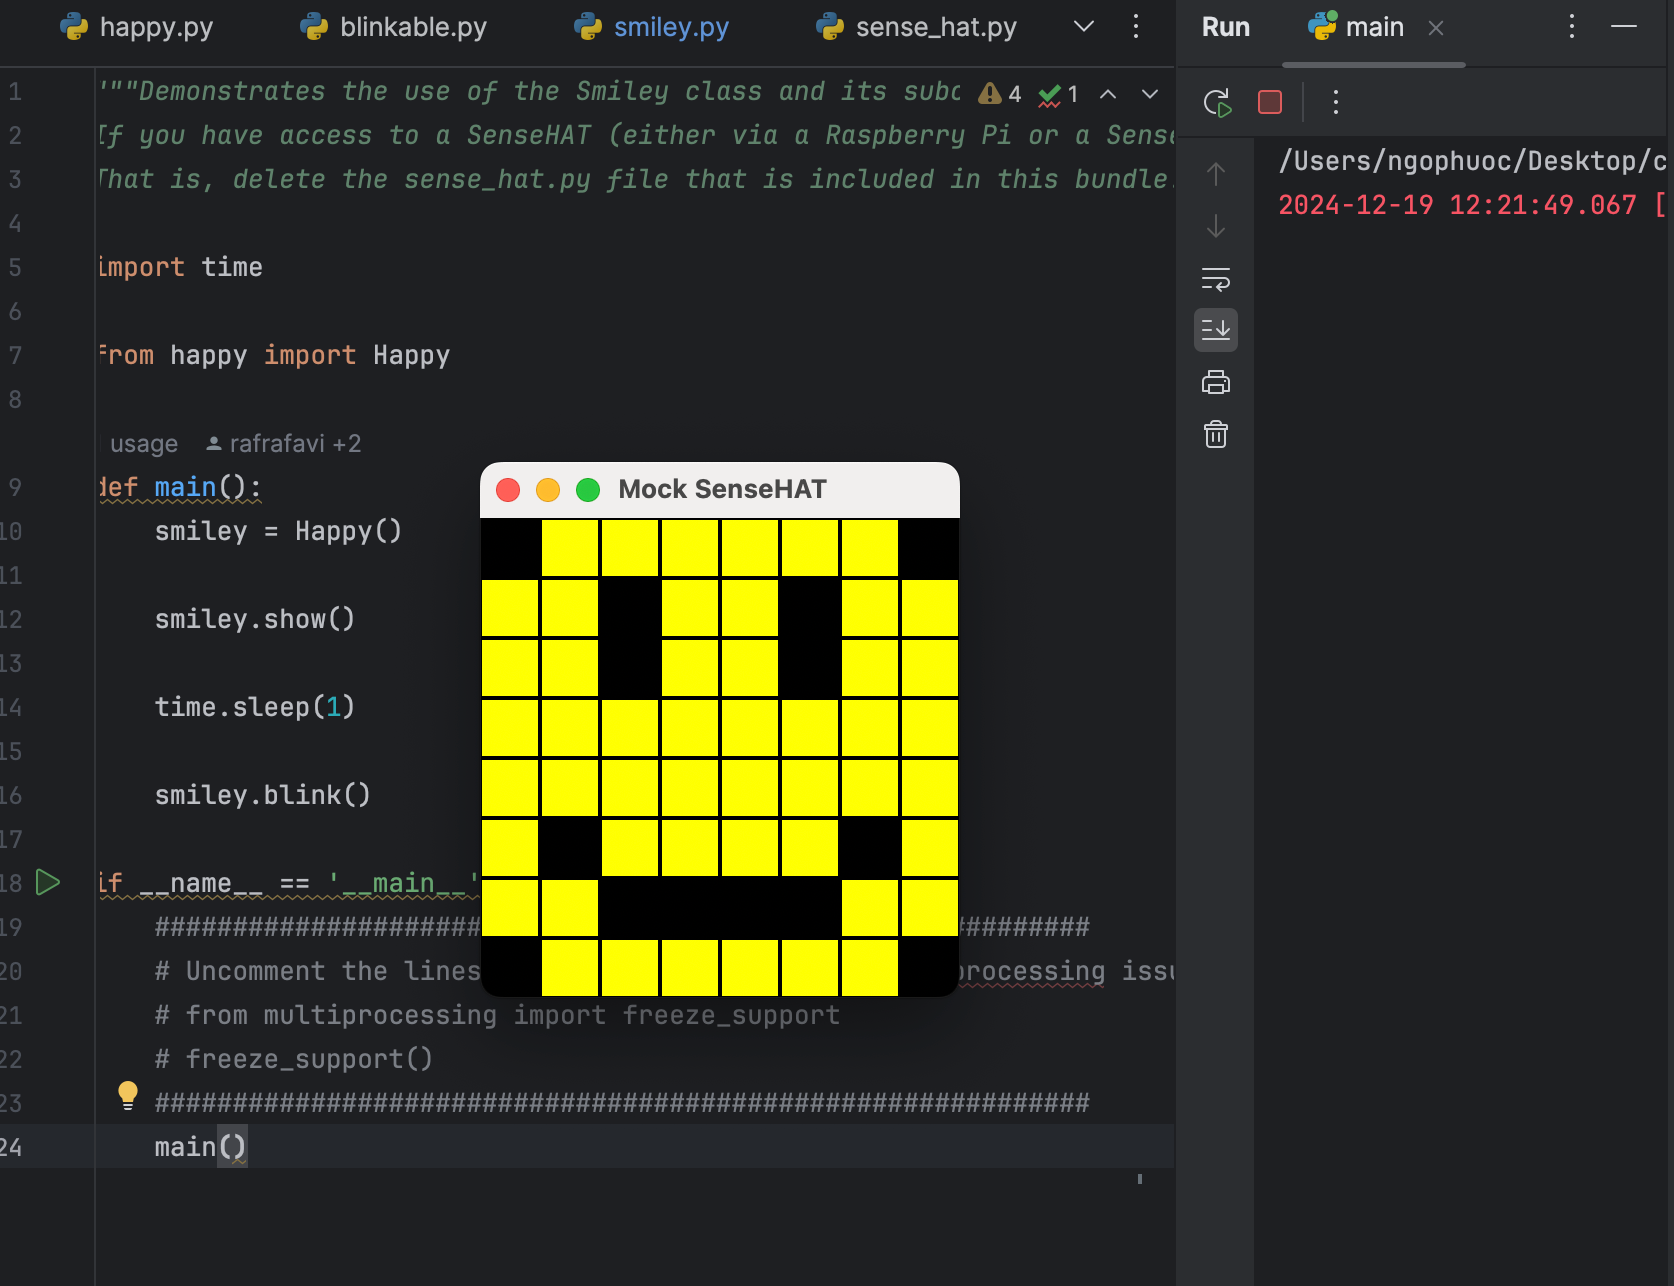 happy.py blinkable.py smiley.py sense_hat.py
Run main
4 1
1 '"""Demonstrates the use of the Smiley class and its
2 If you have access to a SenseHAT (either via a Raspberry Pi or a Sense
3 That is, delete the sense_hat.py file that is included in this bundle.
4
5 import time
6
7 from happy import Happy
8
usage rafrafavi +2
9 def main():
10 smiley = Happy()
11
12 smiley.show()
13
14 time.sleep(1)
15
16 smiley.blink()
17
18 if __name__ == '__main__'
19 ############################################################
20 # Uncomment the lines processing
21 # from multiprocessing import freeze_support
22 # freeze_support()
23 ############################################################
24 main()
Mock SenseHAT
/Users/ngophuoc/Desktop/c
2024-12-19 12:21:49.067 [